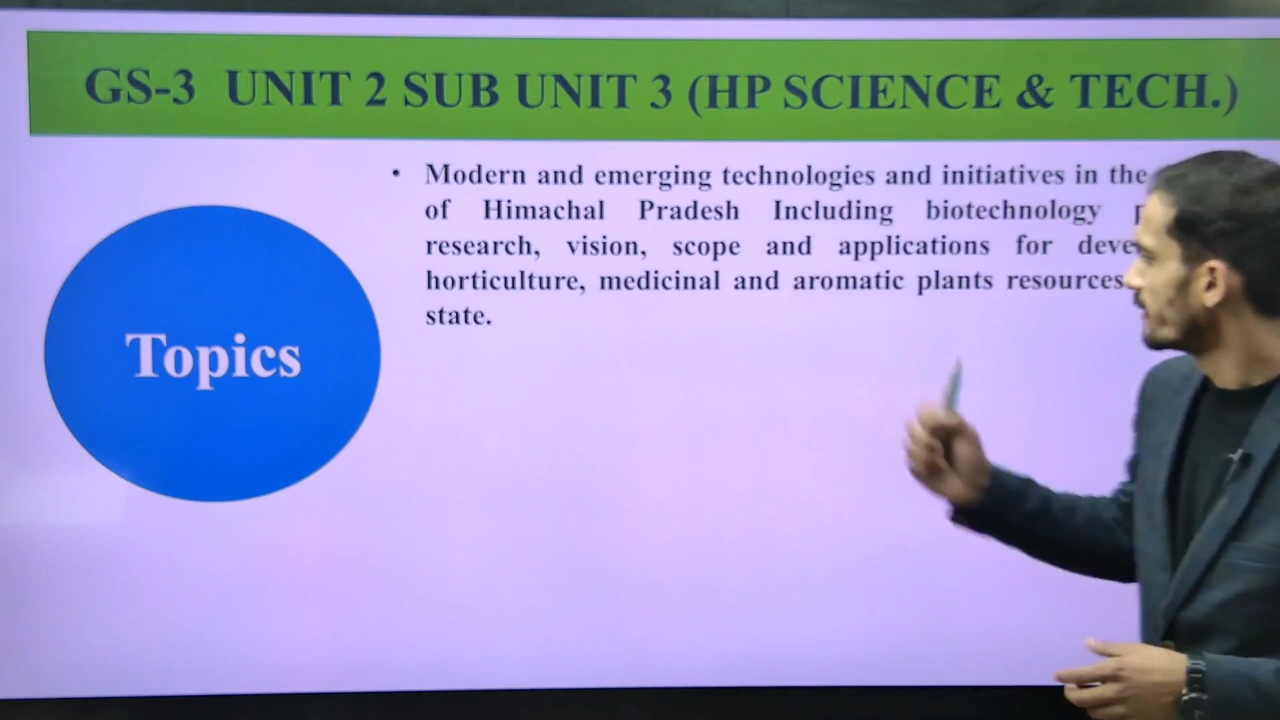 GS-3 UNIT 2 SUB UNIT 3 (HP SCIENCE & TECH.)
• Modern and emerging technologies and initiatives in the
of Himachal Pradesh Including biotechnology
research, vision, scope and applications for
horticulture, medicinal and aromatic plants resources
state.
Topics